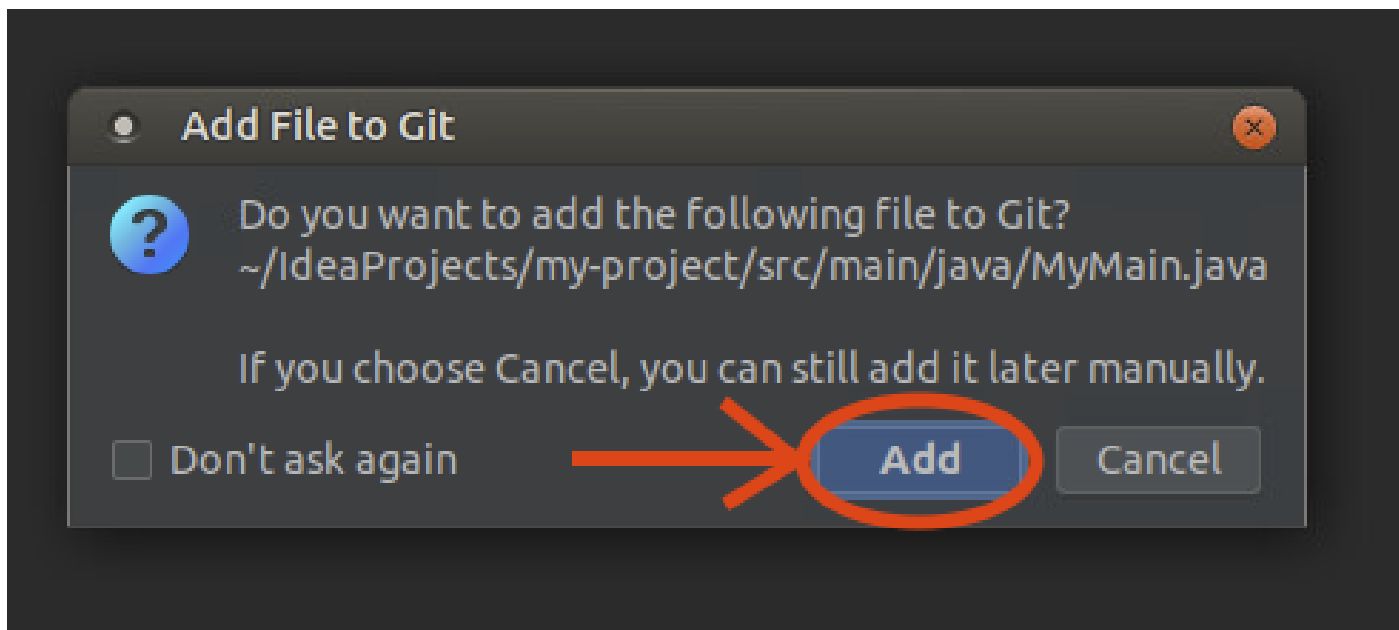 Add File to Git
Do you want to add the following file to Git?
~/IdeaProjects/my-project/src/main/java/MyMain.java
If you choose Cancel, you can still add it later manually.
Don't ask again
Add
Cancel